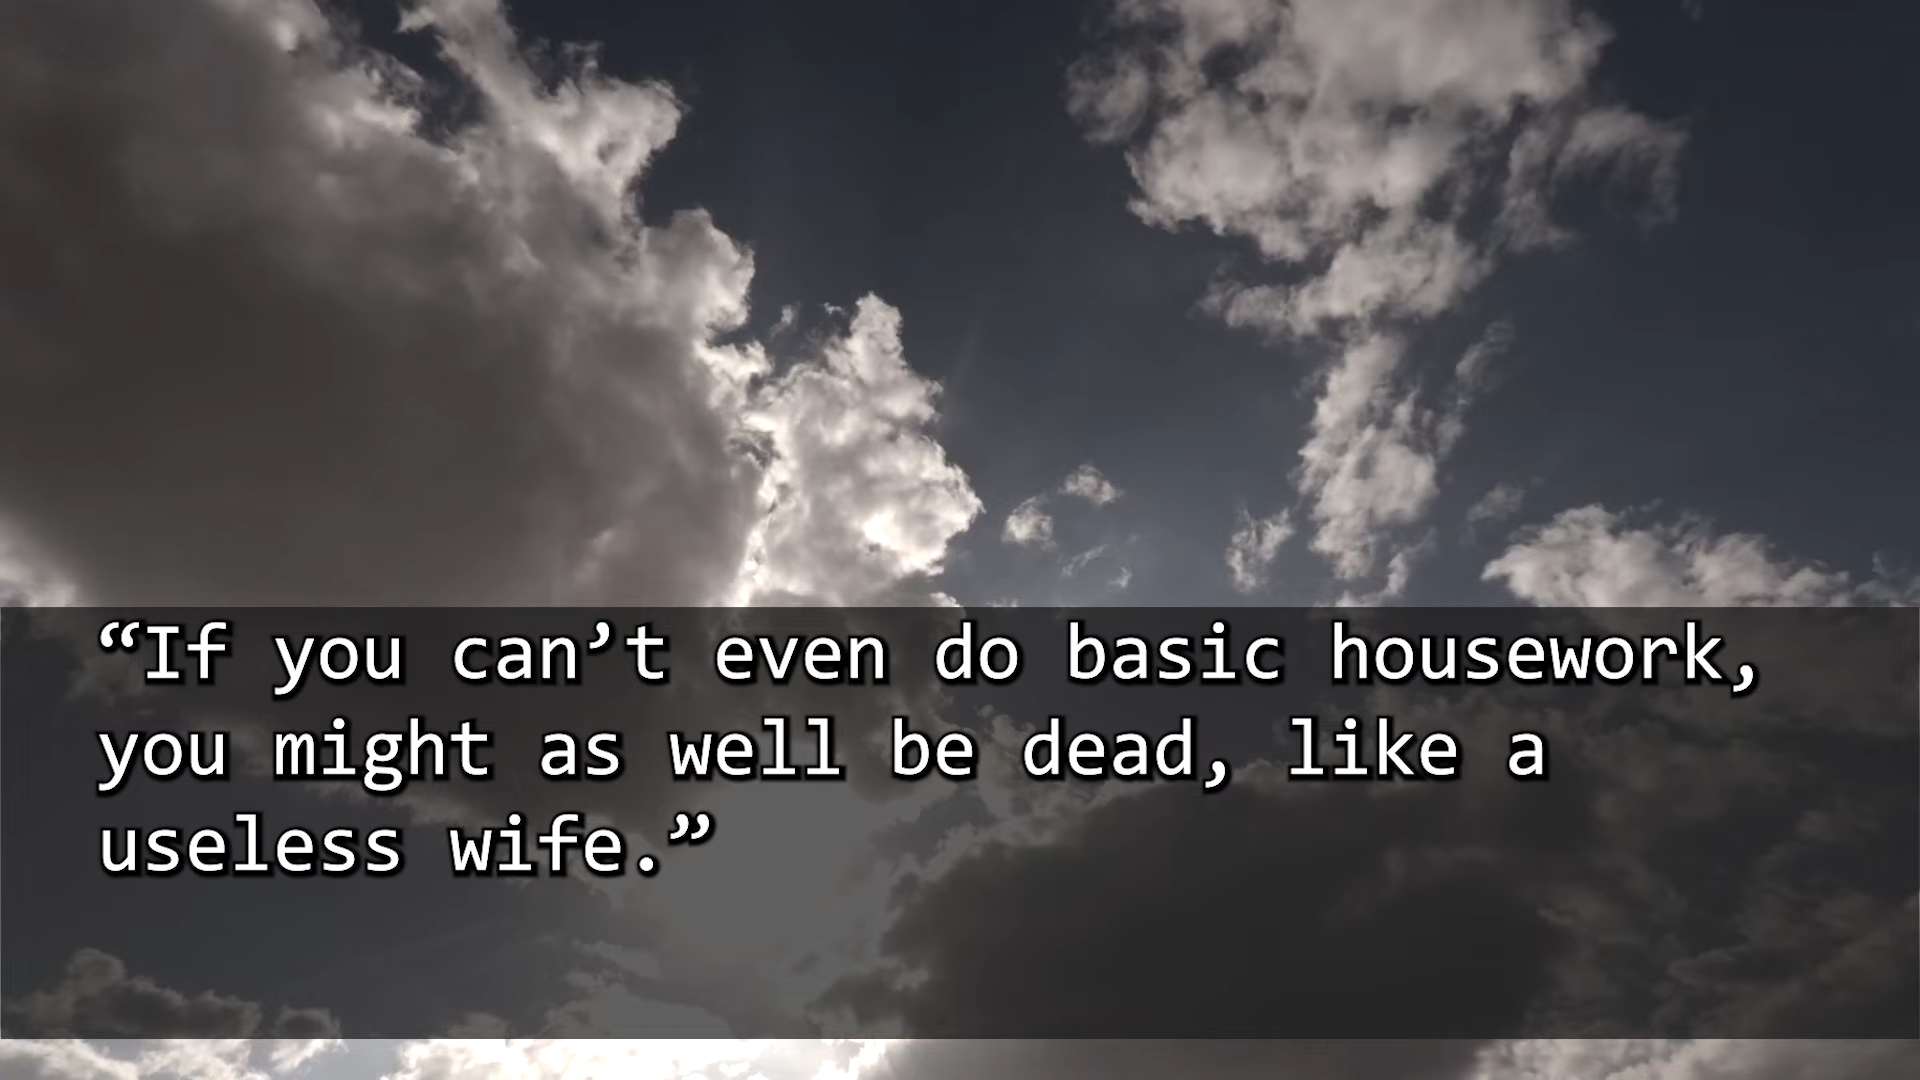 “If you can’t even do basic housework,
you might as well be dead, like a
useless wife.”